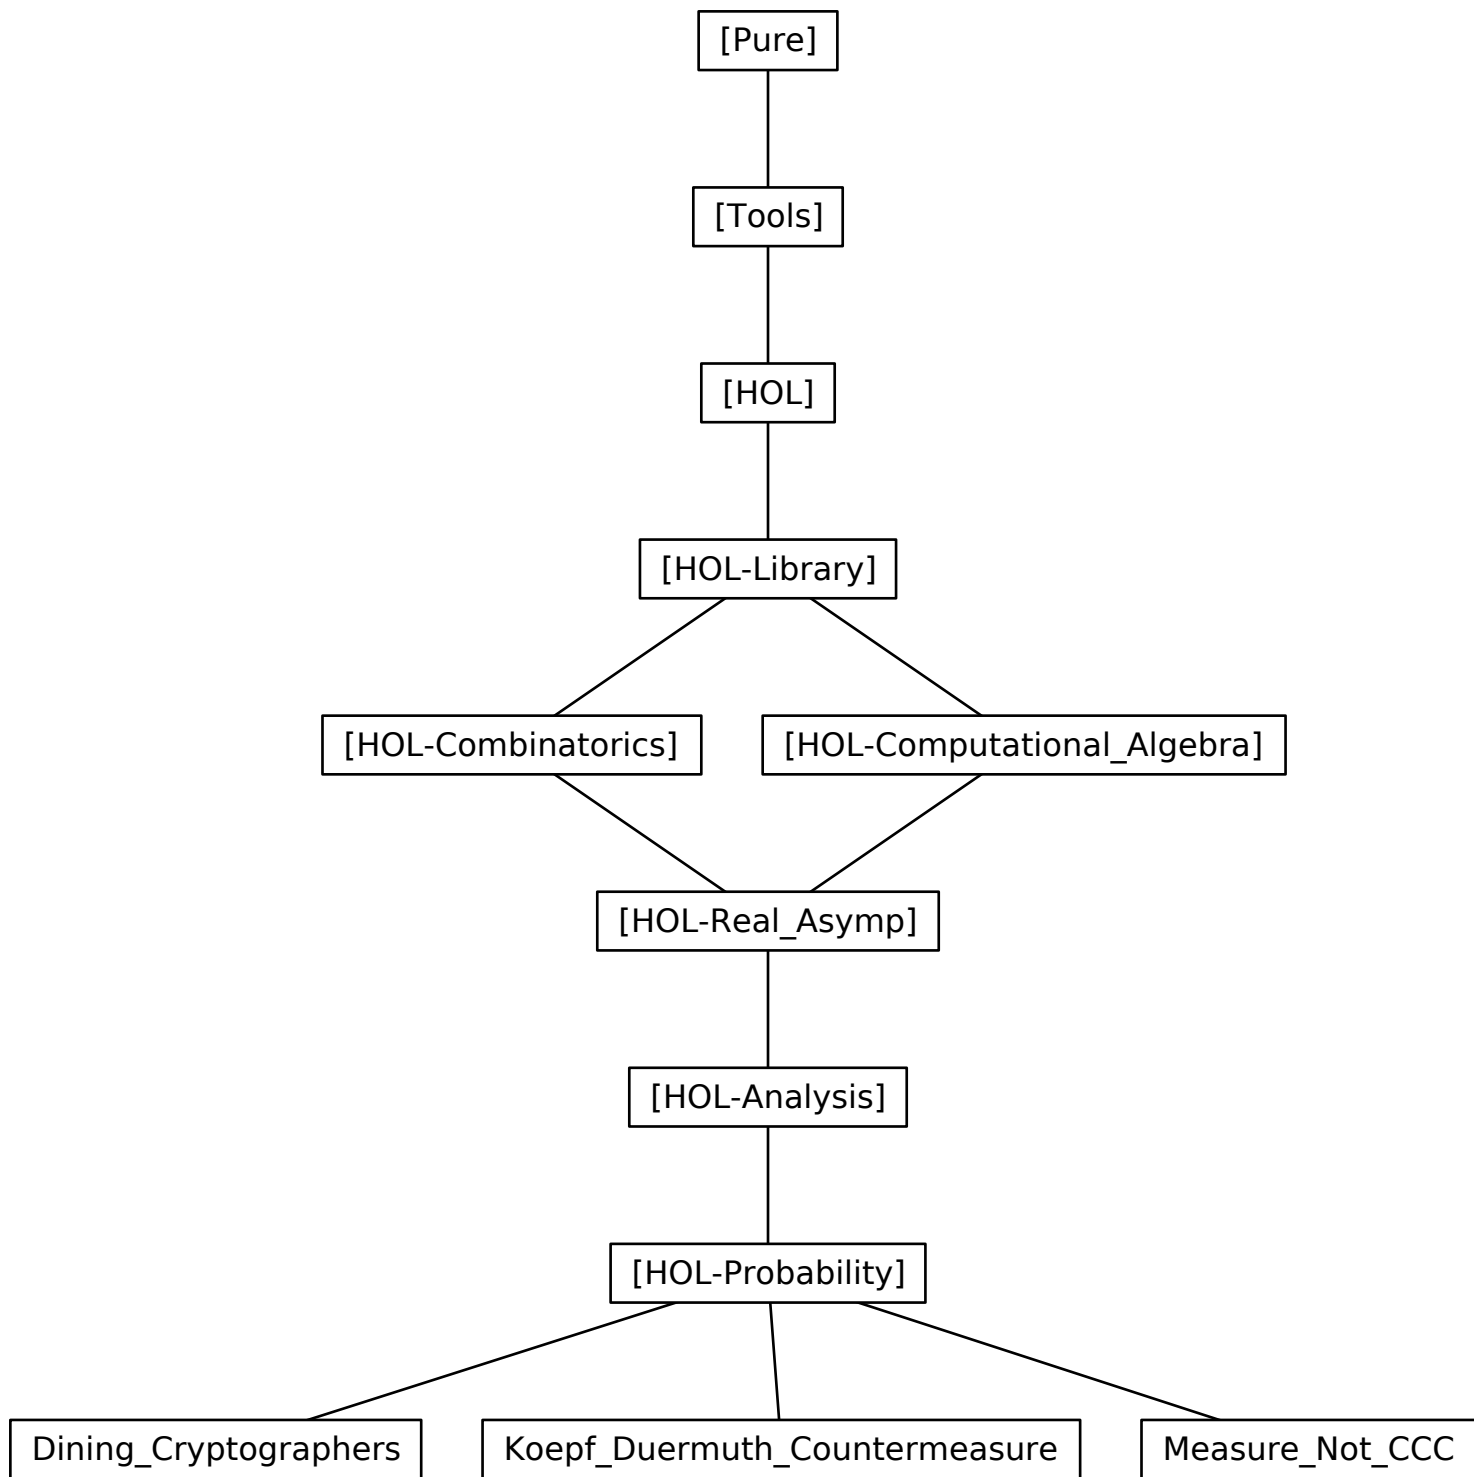 [Pure]
[Tools]
[HOL]
[HOL-Library]
[HOL-Combinatorics]
[HOL-Computational_Algebra]
[HOL-Real_Asymp]
[HOL-Analysis]
[HOL-Probability]
Dining_Cryptographers
Koepf_Duermuth_Countermeasure
Measure_Not_CCC